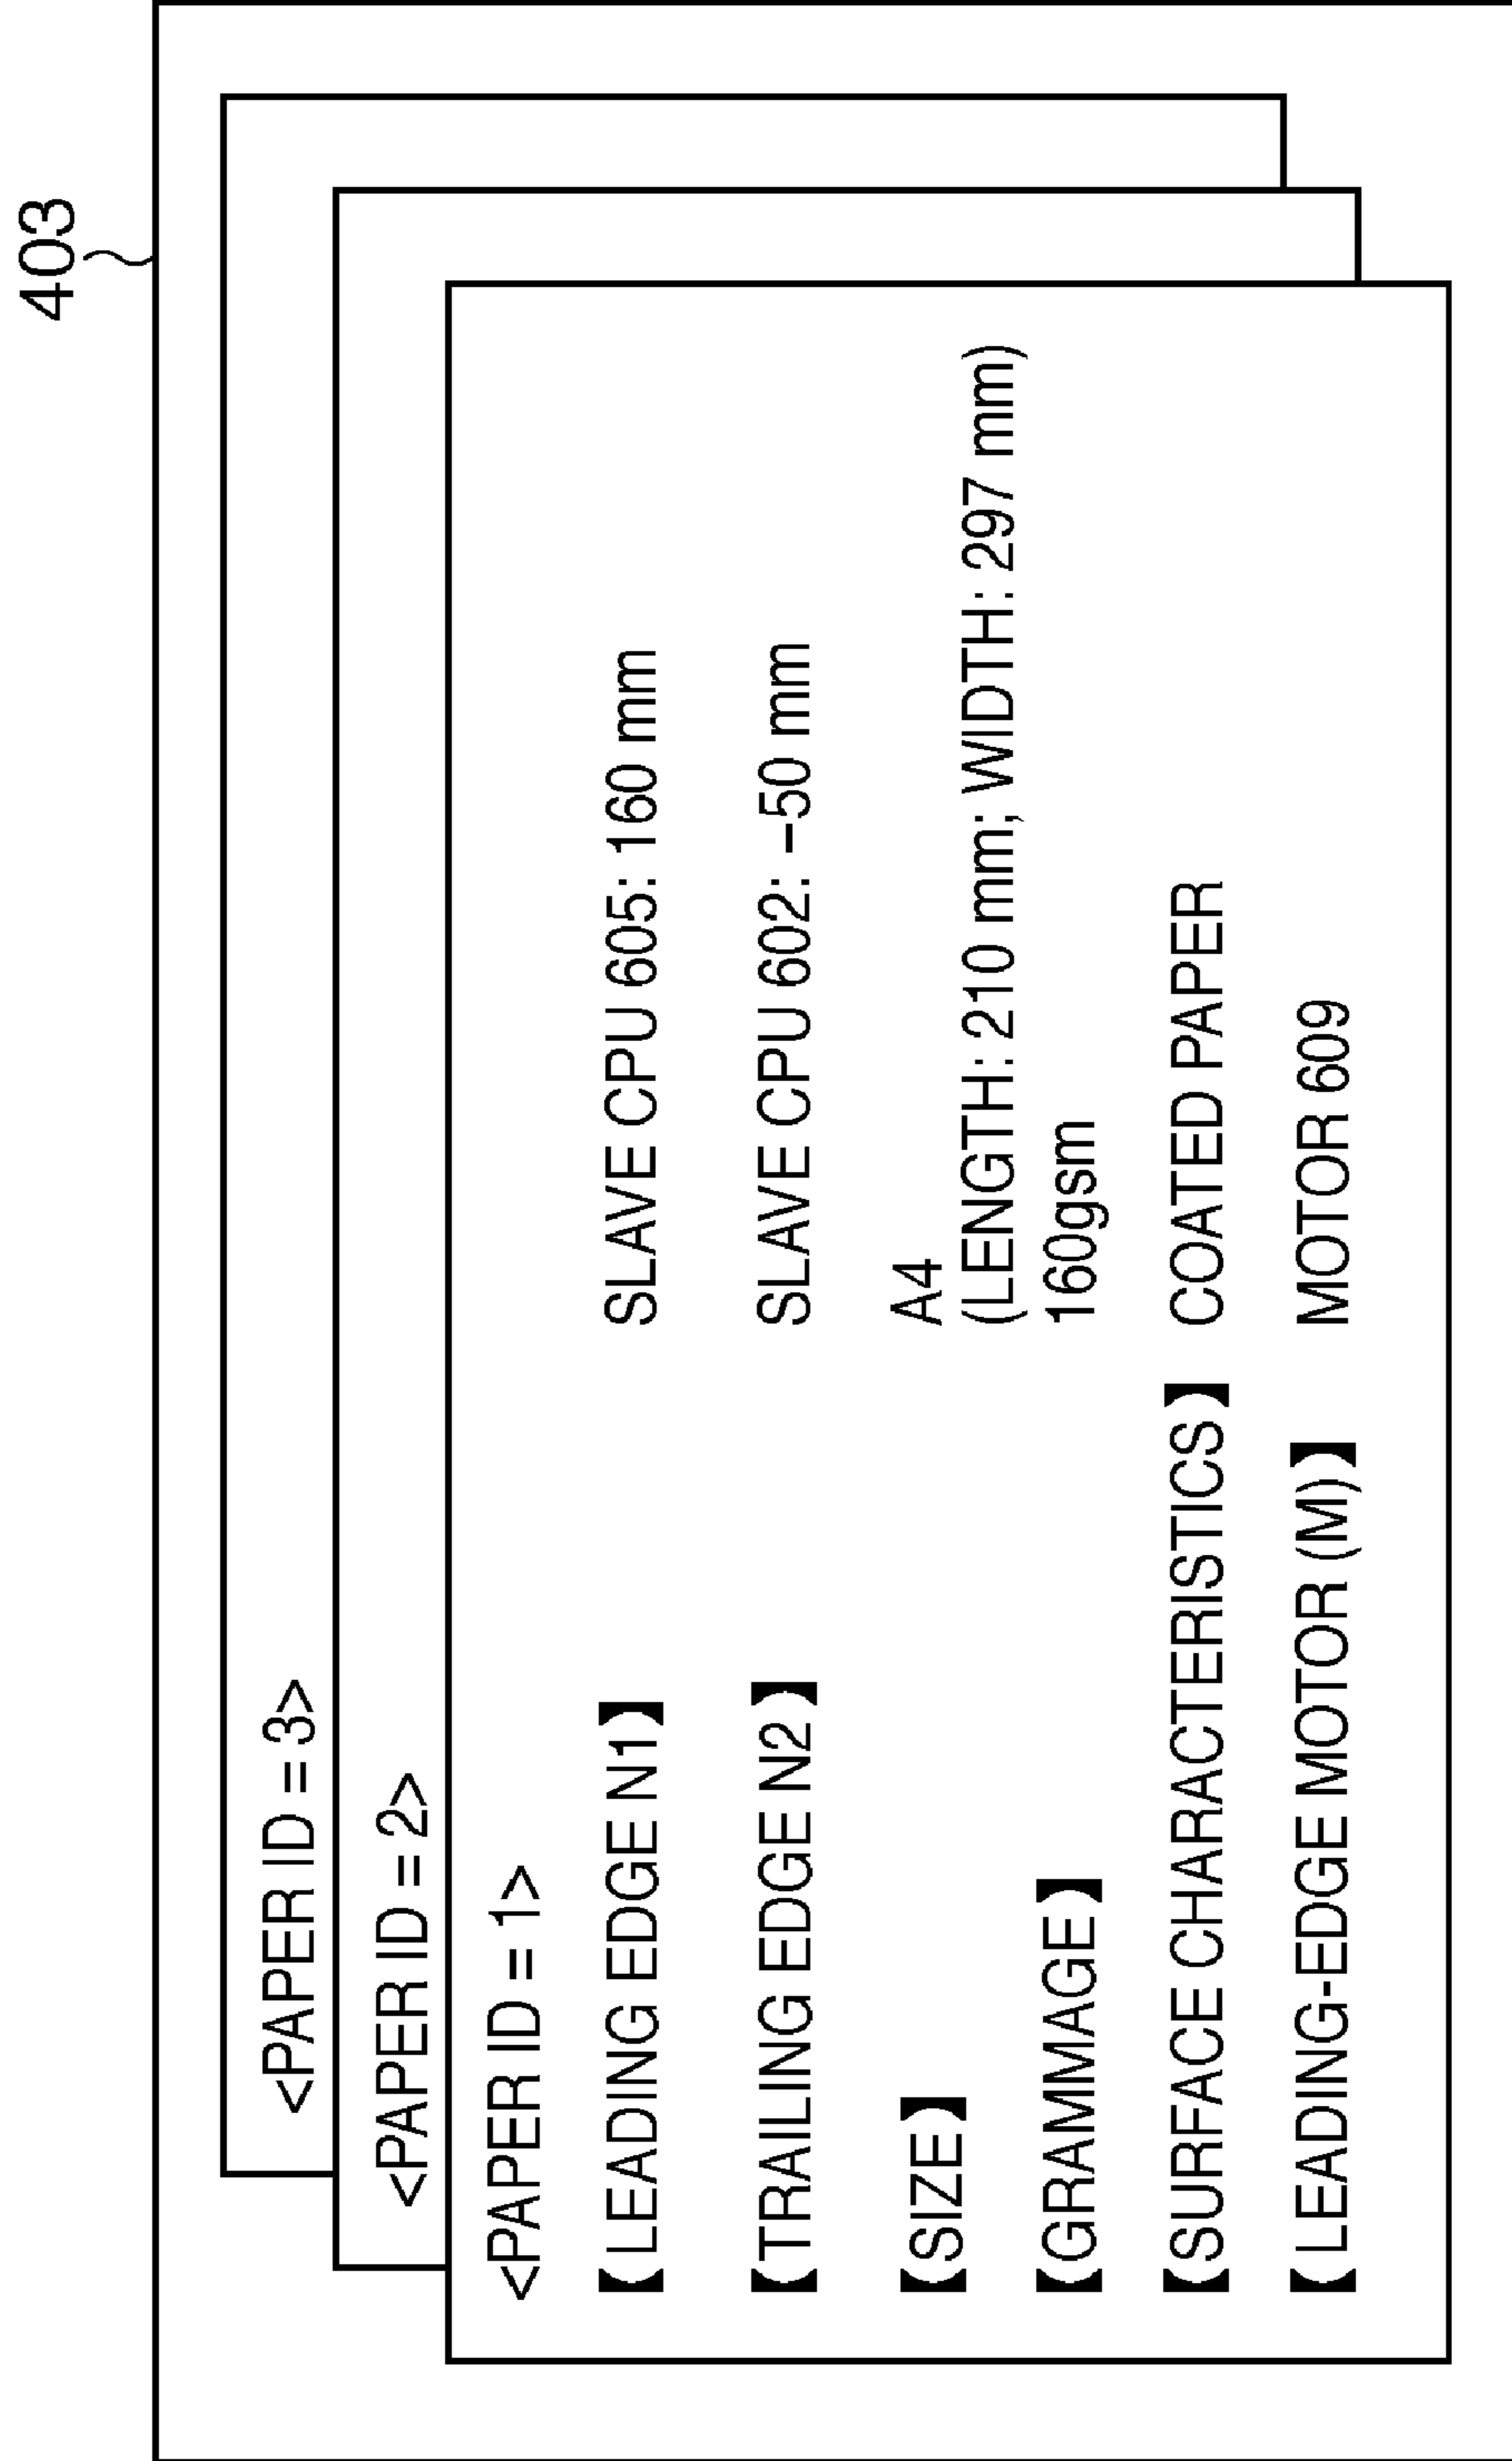 403
<PAPER ID = 3>
<PAPER ID = 2>
<PAPER ID = 1>
【LEADING EDGE N1】 SLAVE CPU 605: 160 mm
【TRAILING EDGE N2】 SLAVE CPU 602: −50 mm
【SIZE】 A4
(LENGTH: 210 mm; WIDTH: 297 mm)
【GRAMMAGE】 160gsm
【SURFACE CHARACTERISTICS】 COATED PAPER
【LEADING-EDGE MOTOR (M)】 MOTOR 609